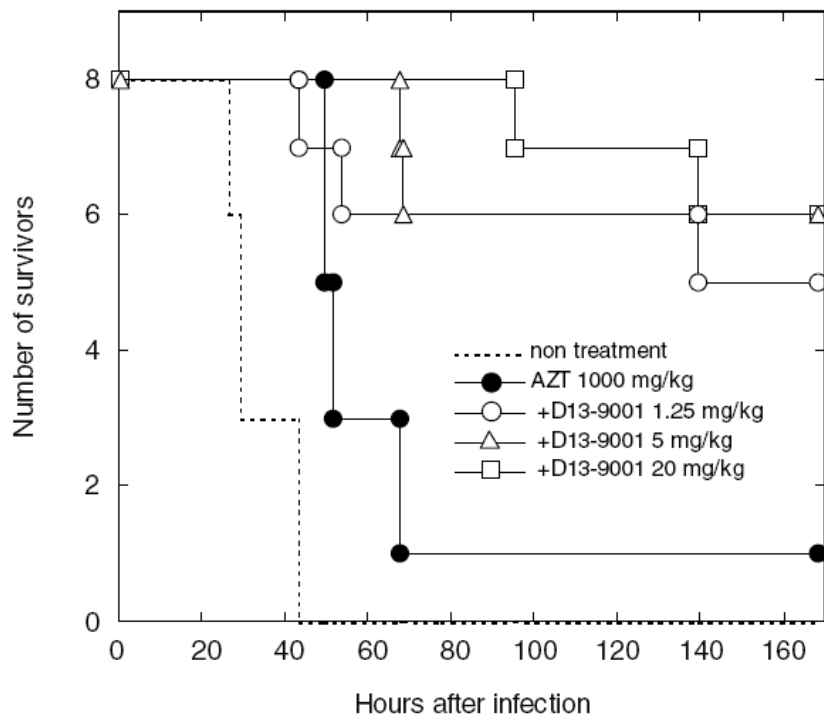 Number of survivors
8
6
4
2
0
non treatment
AZT 1000 mg/kg
+D13-9001 1.25 mg/kg
+D13-9001 5 mg/kg
+D13-9001 20 mg/kg
0 20 40 60 80 100 120 140 160
Hours after infection